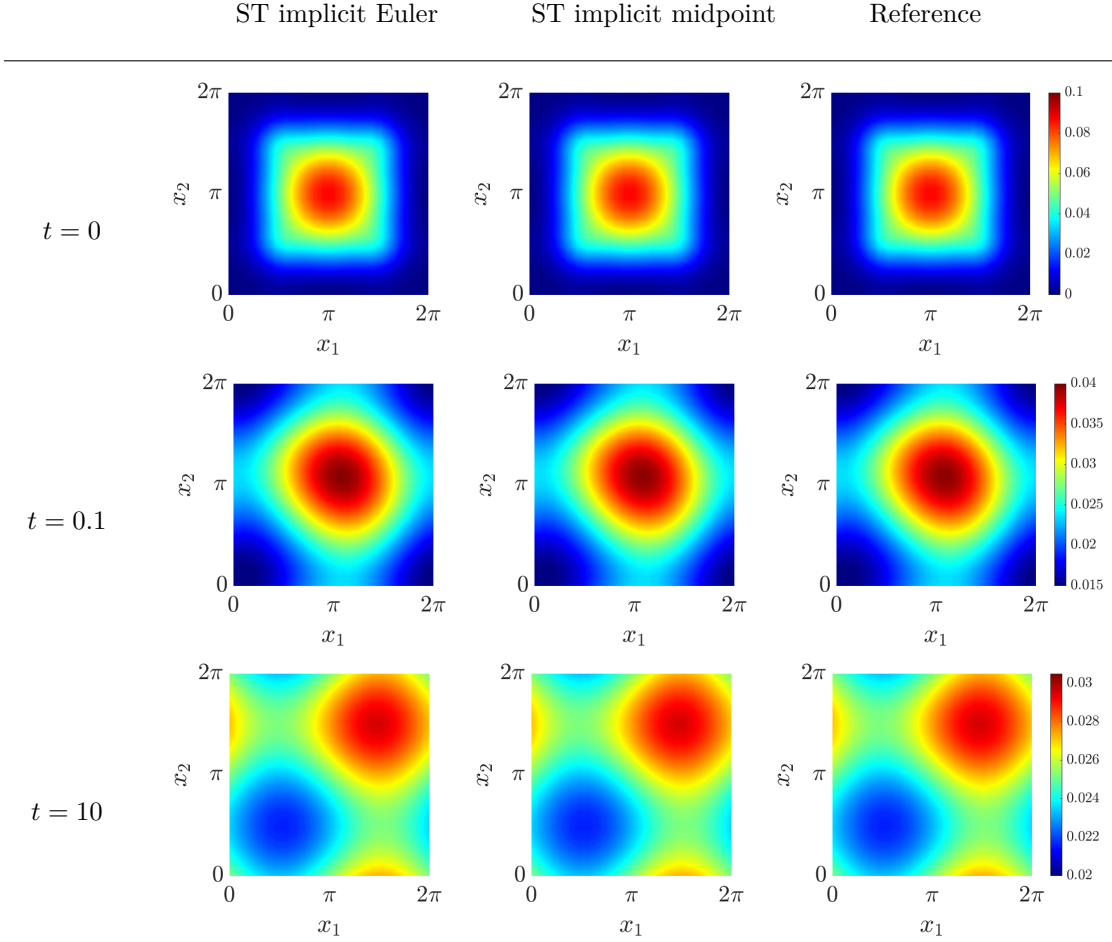 ST implicit Euler ST implicit midpoint Reference
t = 0
2π
π
0
x₂
0 π 2π
x₁
2π
π
0
x₂
0 π 2π
x₁
2π
π
0
x₂
0 π 2π
x₁
0.1
0.08
0.06
0.04
0.02
0
t = 0.1
2π
π
0
x₂
0 π 2π
x₁
2π
π
0
x₂
0 π 2π
x₁
2π
π
0
x₂
0 π 2π
x₁
0.04
0.035
0.03
0.025
0.02
0.015
t = 10
2π
π
0
x₂
0 π 2π
x₁
2π
π
0
x₂
0 π 2π
x₁
2π
π
0
x₂
0 π 2π
x₁
0.03
0.028
0.026
0.024
0.022
0.02